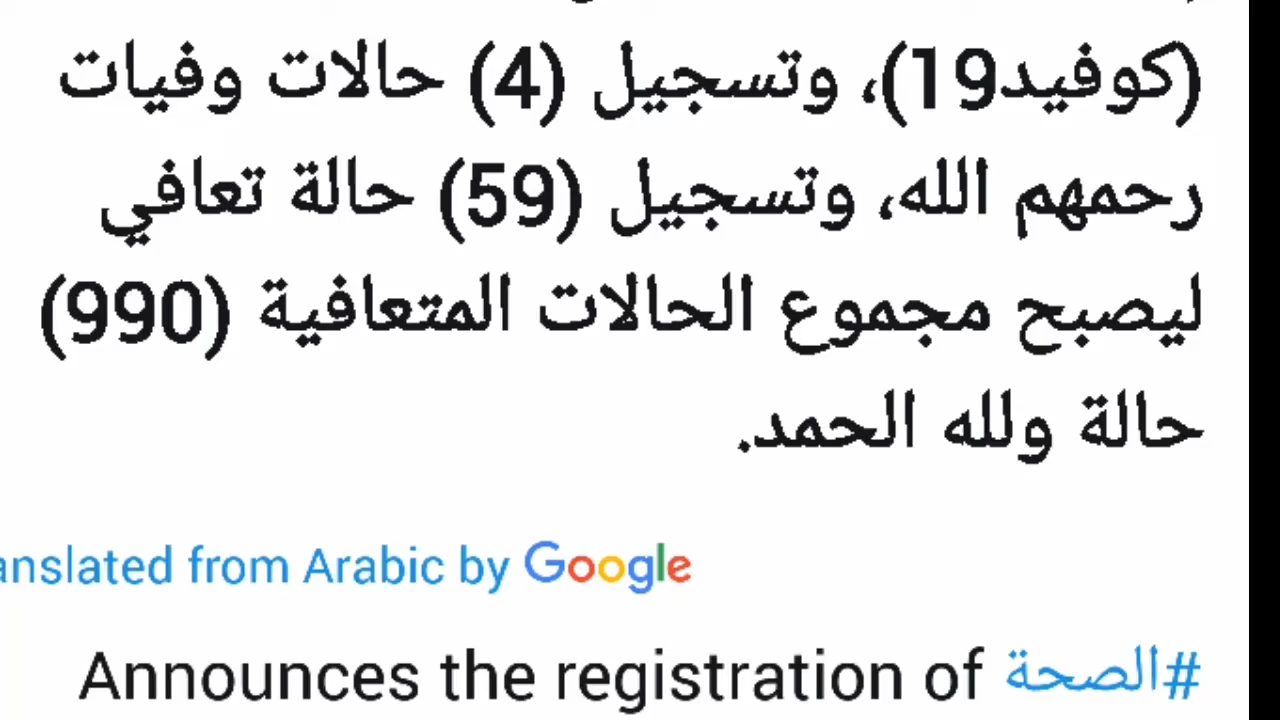 (كوفيد19)، وتسجيل (4) حالات وفيات
رحمهم الله، وتسجيل (59) حالة تعافي
ليصبح مجموع الحالات المتعافية (990)
حالة ولله الحمد.
anslated from Arabic by Google
#الصحة Announces the registration of